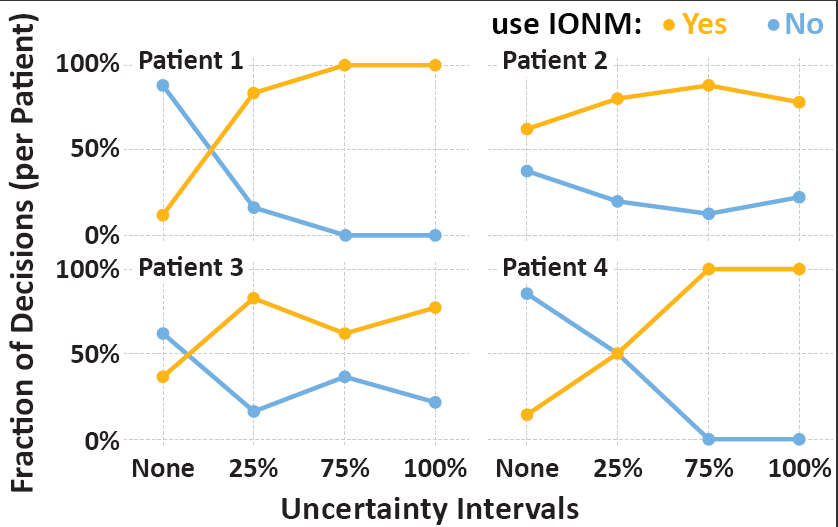 use IONM: Yes No
Fraction of Decisions (per Patient)
Patient 1
Patient 2
100%
50%
0%
Patient 3
Patient 4
100%
50%
0%
None 25% 75% 100% None 25% 75% 100%
Uncertainty Intervals